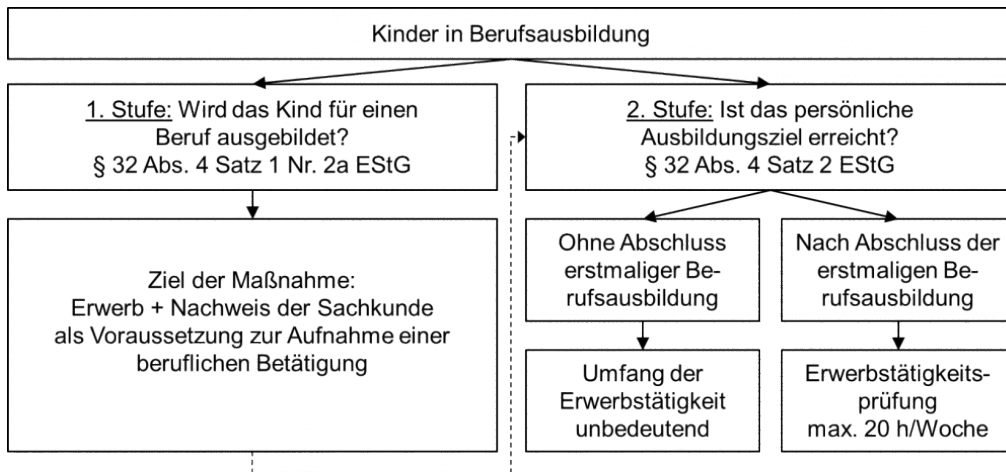 Kinder in Berufsausbildung
1. Stufe: Wird das Kind für einen
Beruf ausgebildet?
§ 32 Abs. 4 Satz 1 Nr. 2a EStG
2. Stufe: Ist das persönliche
Ausbildungsziel erreicht?
§ 32 Abs. 4 Satz 2 EStG
Ziel der Maßnahme:
Erwerb + Nachweis der Sachkunde
als Voraussetzung zur Aufnahme einer
beruflichen Betätigung
Ohne Abschluss
erstmaliger Be-
rufsausbildung
Nach Abschluss der
erstmaligen Be-
rufsausbildung
Umfang der
Erwerbstätigkeit
unbedeutend
Erwerbstätigkeits-
prüfung
max. 20 h/Woche